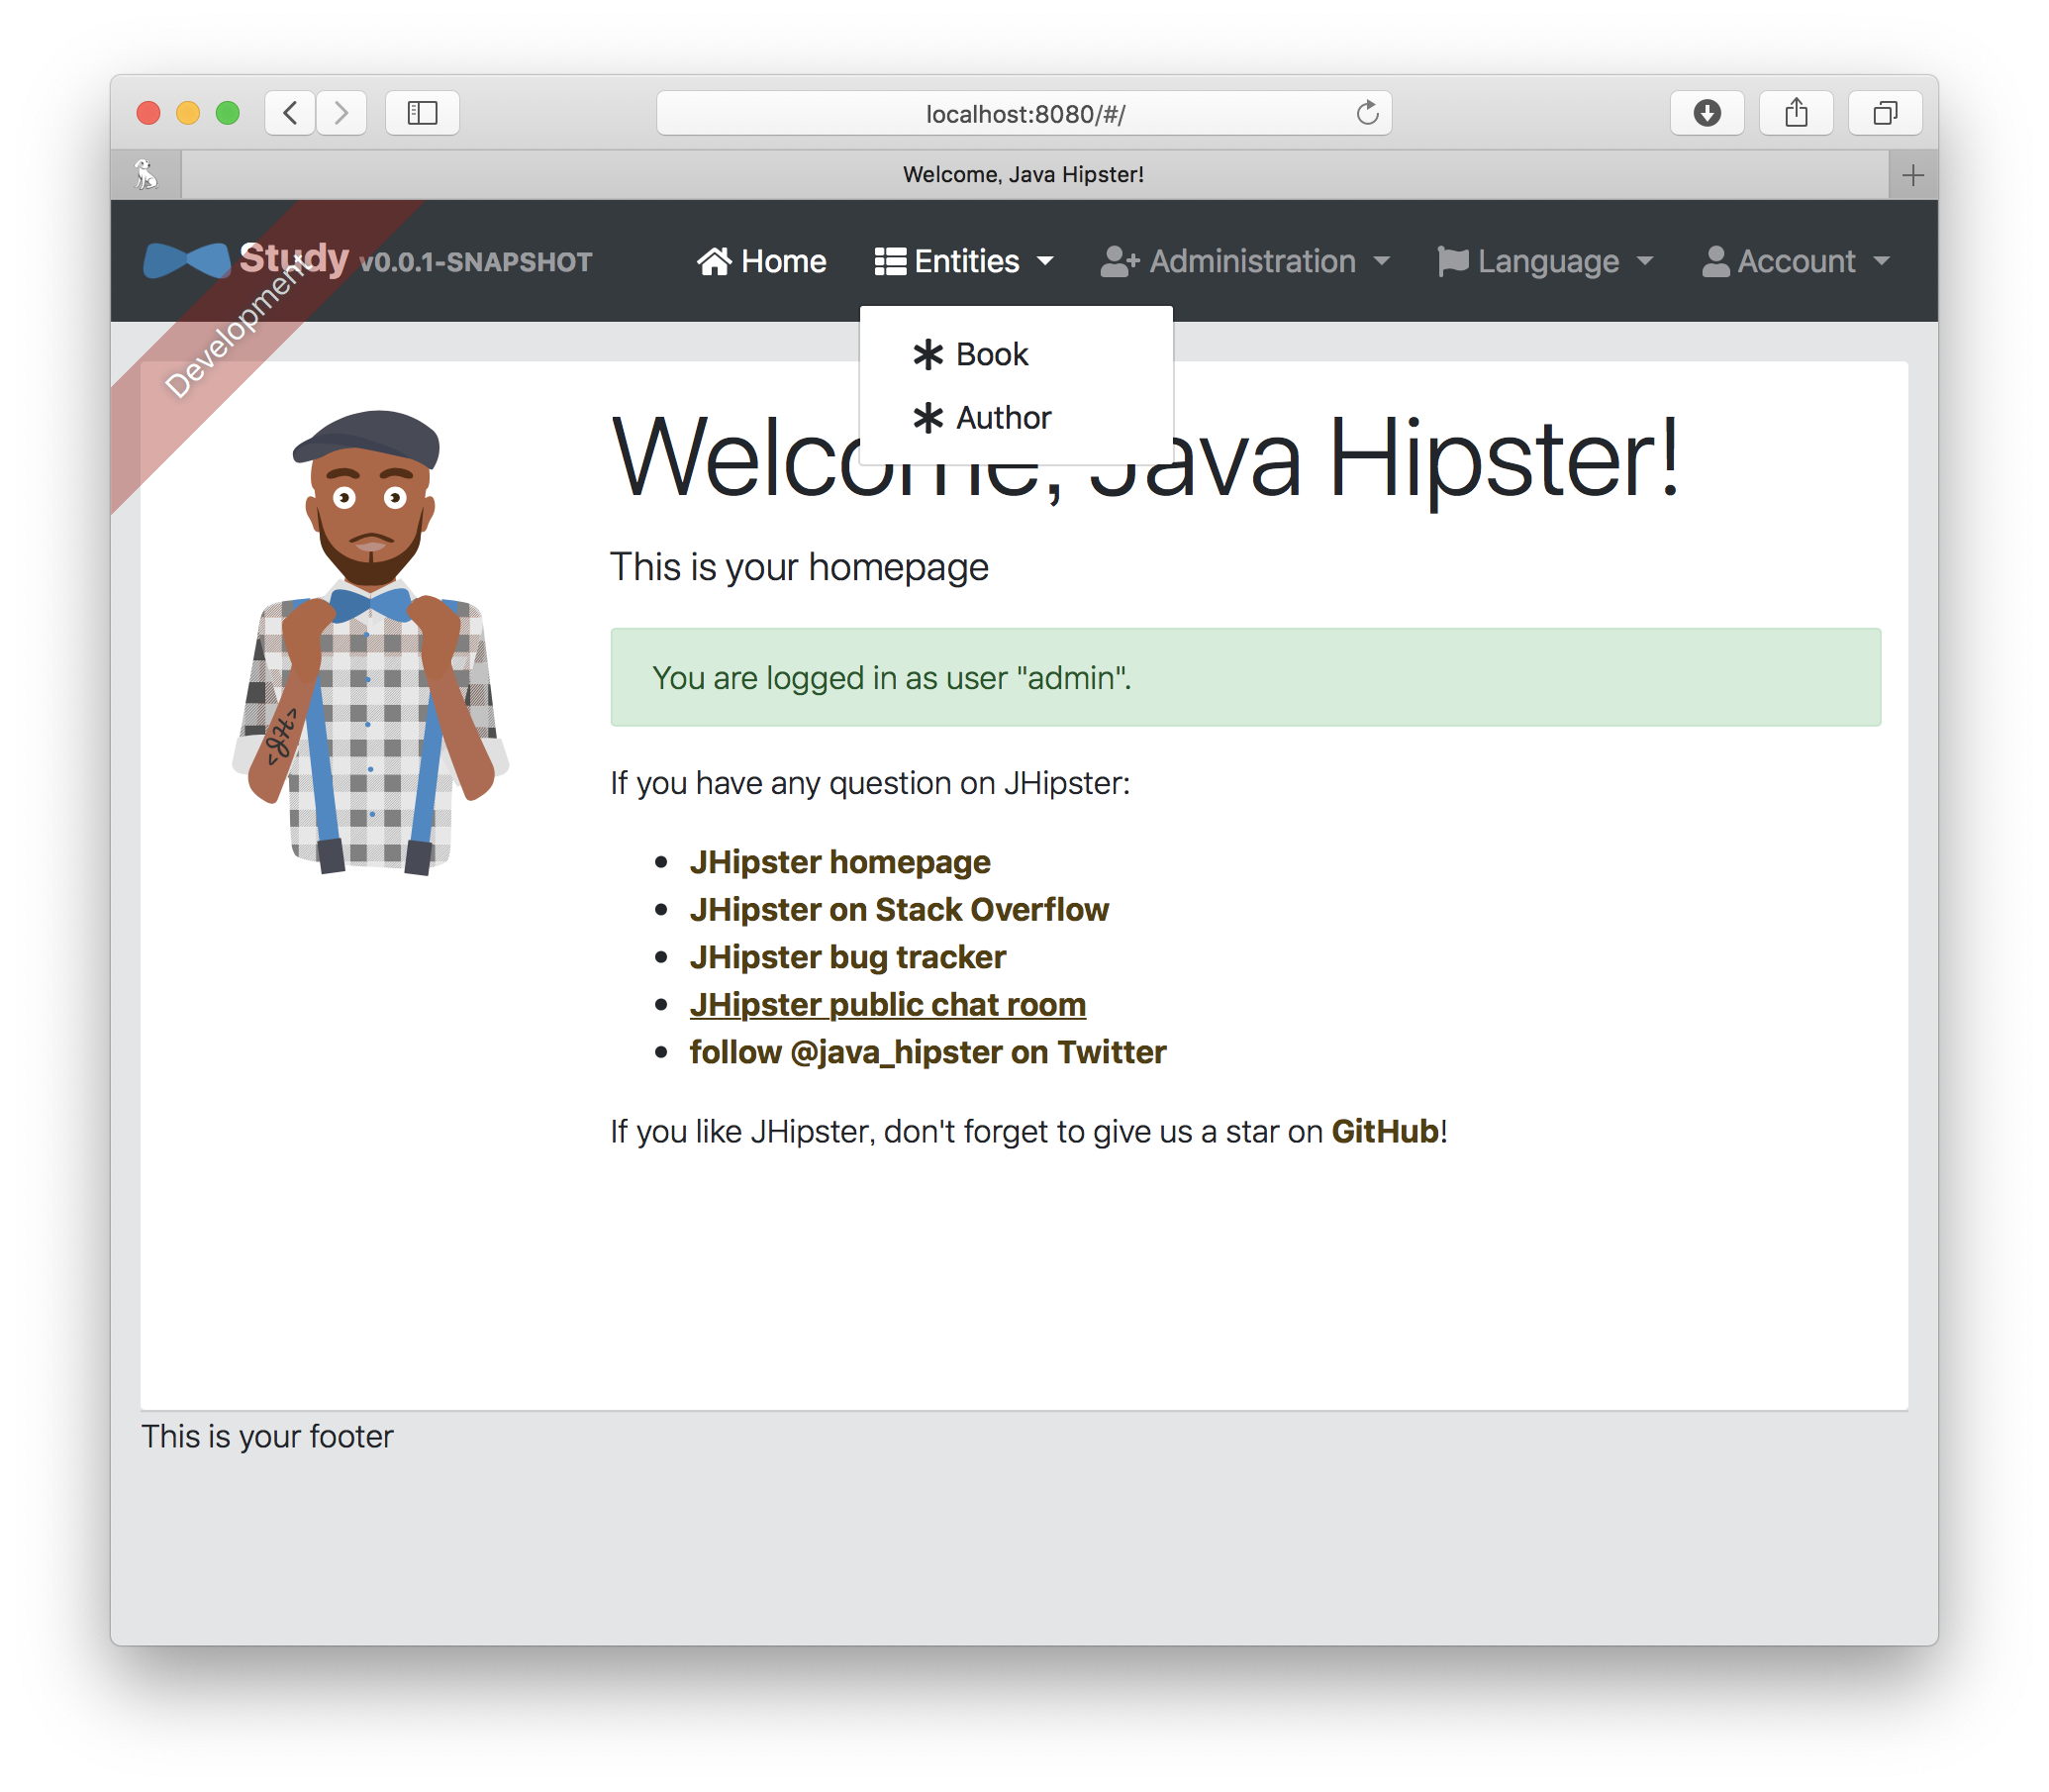 localhost:8080/#/
Welcome, Java Hipster!
Study v0.0.1-SNAPSHOT Home Entities Administration Language Account
Development
Book
Author
Welcome, Java Hipster!
This is your homepage
You are logged in as user "admin".
<JH>
If you have any question on JHipster:
JHipster homepage
JHipster on Stack Overflow
JHipster bug tracker
JHipster public chat room
follow @java_hipster on Twitter
If you like JHipster, don't forget to give us a star on GitHub!
This is your footer